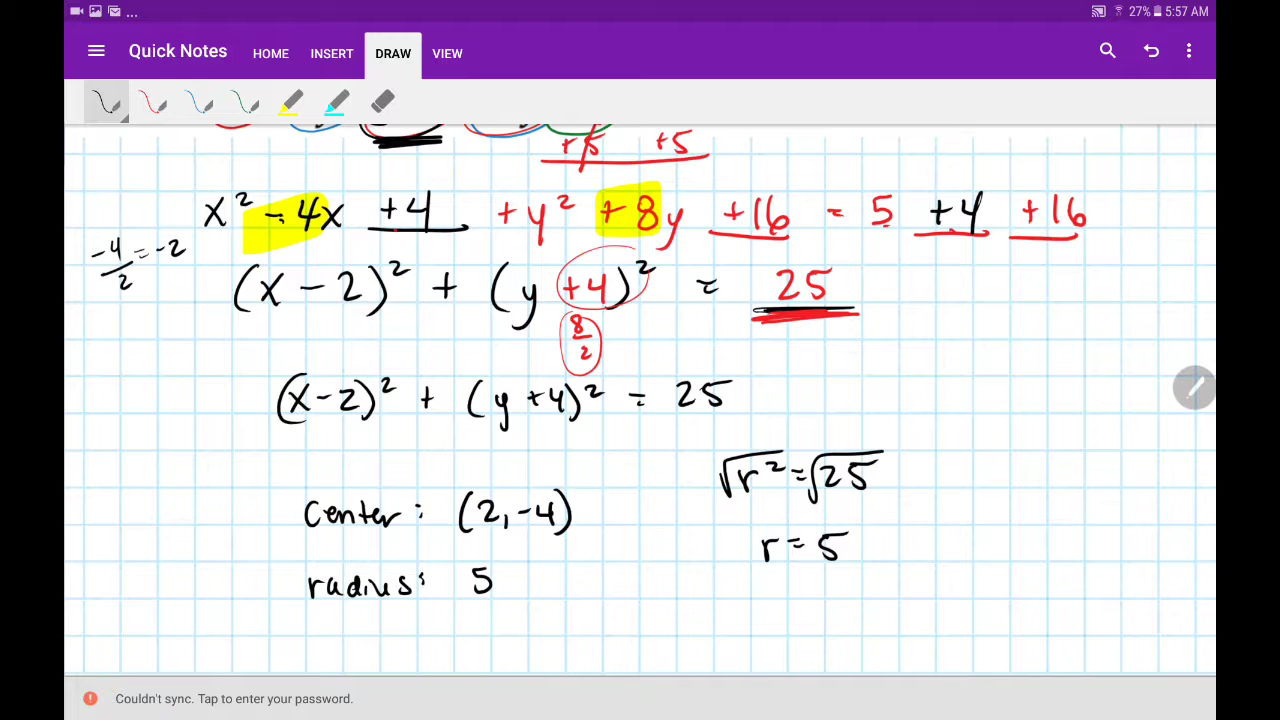 ... 27% 5:57 AM
Quick Notes HOME INSERT DRAW VIEW
+5 +5
x² - 4x +4 + y² + 8y +16 = 5 +4 +16
-4/2 = -2
(x - 2)² + (y + 4)² = 25
8/2
(x - 2)² + (y + 4)² = 25
√r² = √25
center: (2, -4)
r = 5
radius: 5
Couldn't sync. Tap to enter your password.